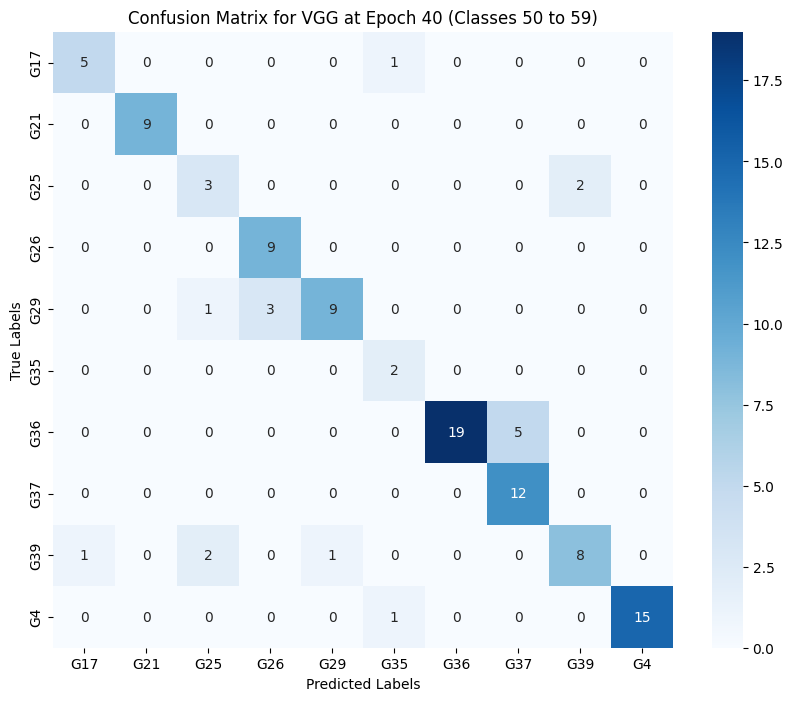 Confusion Matrix for VGG at Epoch 40 (Classes 50 to 59)
G17 5 0 0 0 0 1 0 0 0 0
G21 0 9 0 0 0 0 0 0 0 0
G25 0 0 3 0 0 0 0 0 2 0
G26 0 0 0 9 0 0 0 0 0 0
G29 0 0 1 3 9 0 0 0 0 0
G35 0 0 0 0 0 2 0 0 0 0
G36 0 0 0 0 0 0 19 5 0 0
G37 0 0 0 0 0 0 0 12 0 0
G39 1 0 2 0 1 0 0 0 8 0
G4 0 0 0 0 0 1 0 0 0 15
G17 G21 G25 G26 G29 G35 G36 G37 G39 G4
Predicted Labels
True Labels
17.5
15.0
12.5
10.0
7.5
5.0
2.5
0.0